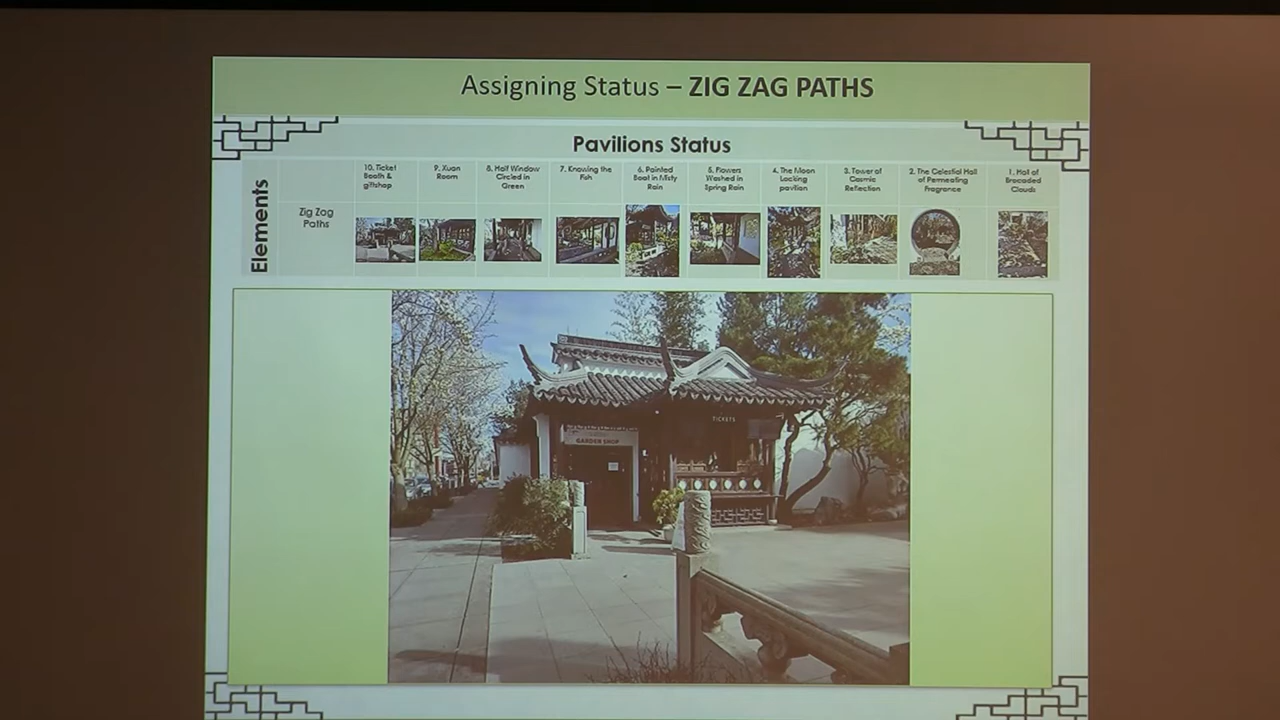 Assigning Status – ZIG ZAG PATHS
Pavilions Status
Elements
10. Ticket
Booth &
giftshop
9. Xuan
Room
8. Half Window
Circled in
Green
7. Knowing the
Fish
6. Painted
Boat in Misty
Rain
5. Flowers
Washed in
Spring Rain
4. The Moon
Locking
pavilion
3. Tower of
Cosmic
Reflection
2. The Celestial Hall
of Permeating
Fragrance
1. Hall of
Brocaded
Clouds
Zig Zag
Paths
TICKETS
GARDEN SHOP